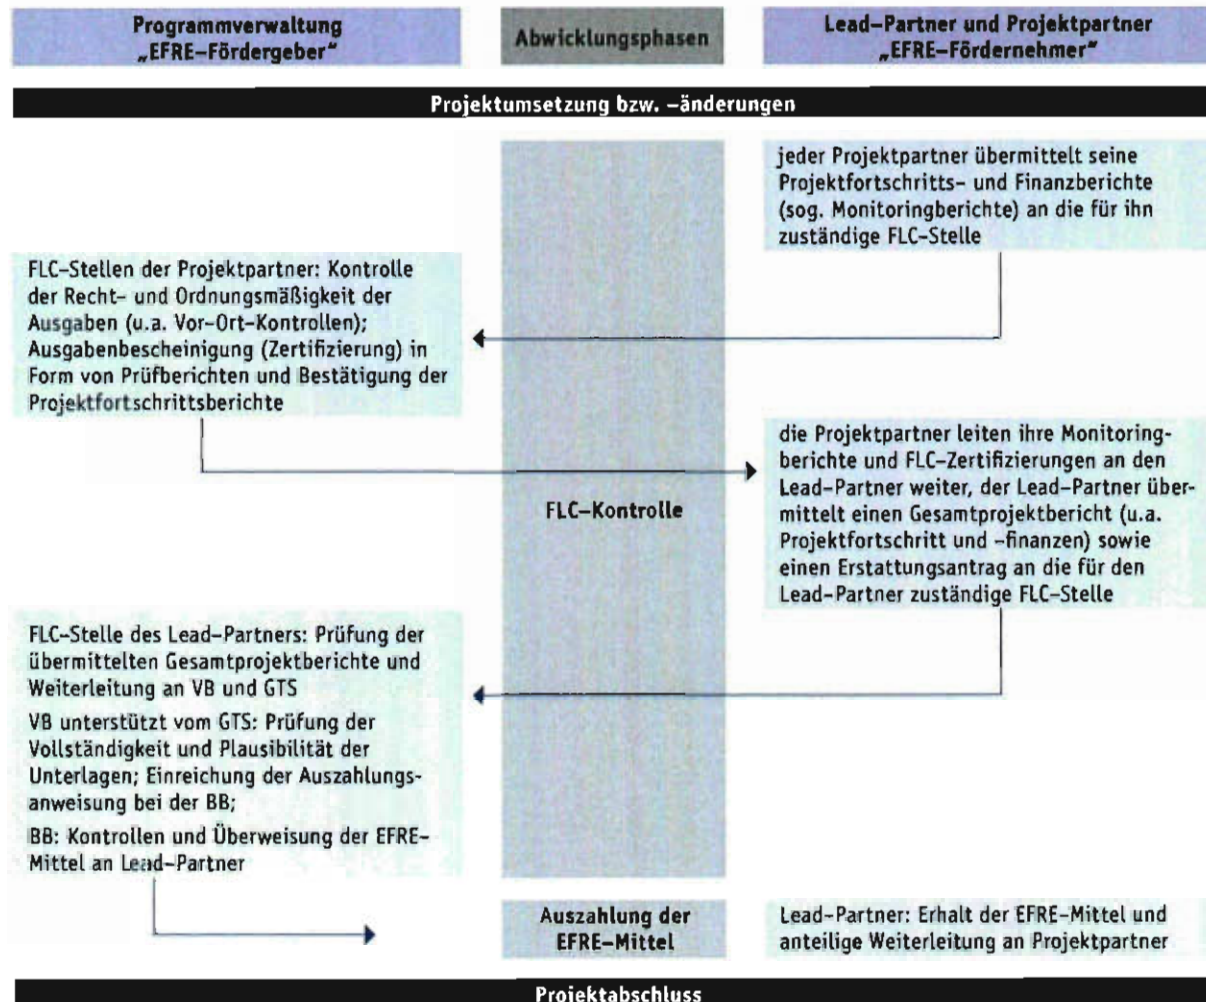 Programmverwaltung
„EFRE–Fördergeber“
Abwicklungsphasen
Lead–Partner und Projektpartner
„EFRE–Fördernehmer“
Projektumsetzung bzw. –änderungen
jeder Projektpartner übermittelt seine
Projektfortschritts– und Finanzberichte
(sog. Monitoringberichte) an die für ihn
zuständige FLC–Stelle
FLC–Stellen der Projektpartner: Kontrolle
der Recht– und Ordnungsmäßigkeit der
Ausgaben (u.a. Vor–Ort–Kontrollen);
Ausgabenbescheinigung (Zertifizierung) in
Form von Prüfberichten und Bestätigung der
Projektfortschrittsberichte
die Projektpartner leiten ihre Monitoring–
berichte und FLC–Zertifizierungen an den
Lead–Partner weiter, der Lead–Partner über–
mittelt einen Gesamtprojektbericht (u.a.
Projektfortschritt und –finanzen) sowie
einen Erstattungsantrag an die für den
Lead–Partner zuständige FLC–Stelle
FLC–Kontrolle
FLC–Stelle des Lead–Partners: Prüfung der
übermittelten Gesamtprojektberichte und
Weiterleitung an VB und GTS
VB unterstützt vom GTS: Prüfung der
Vollständigkeit und Plausibilität der
Unterlagen; Einreichung der Auszahlungs–
anweisung bei der BB;
BB: Kontrollen und Überweisung der EFRE–
Mittel an Lead–Partner
Auszahlung der
EFRE–Mittel
Lead–Partner: Erhalt der EFRE–Mittel und
anteilige Weiterleitung an Projektpartner
Projektabschluss